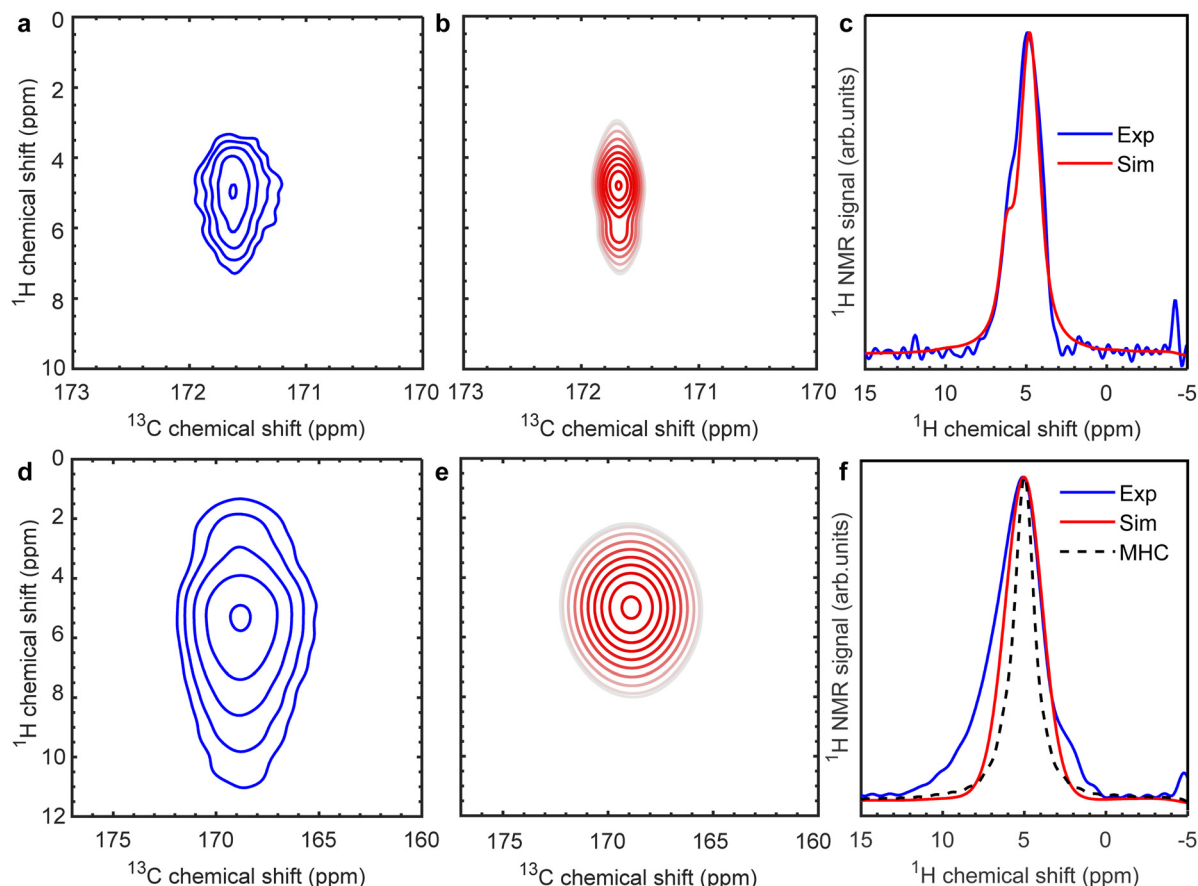 a
0
2
4
6
8
10
¹H chemical shift (ppm)
173
172
171
170
¹³C chemical shift (ppm)
b
173
172
171
170
¹³C chemical shift (ppm)
c
¹H NMR signal (arb.units)
Exp
Sim
15
10
5
0
-5
¹H chemical shift (ppm)
d
0
2
4
6
8
10
12
¹H chemical shift (ppm)
175
170
165
160
¹³C chemical shift (ppm)
e
175
170
165
160
¹³C chemical shift (ppm)
f
¹H NMR signal (arb.units)
Exp
Sim
MHC
15
10
5
0
-5
¹H chemical shift (ppm)